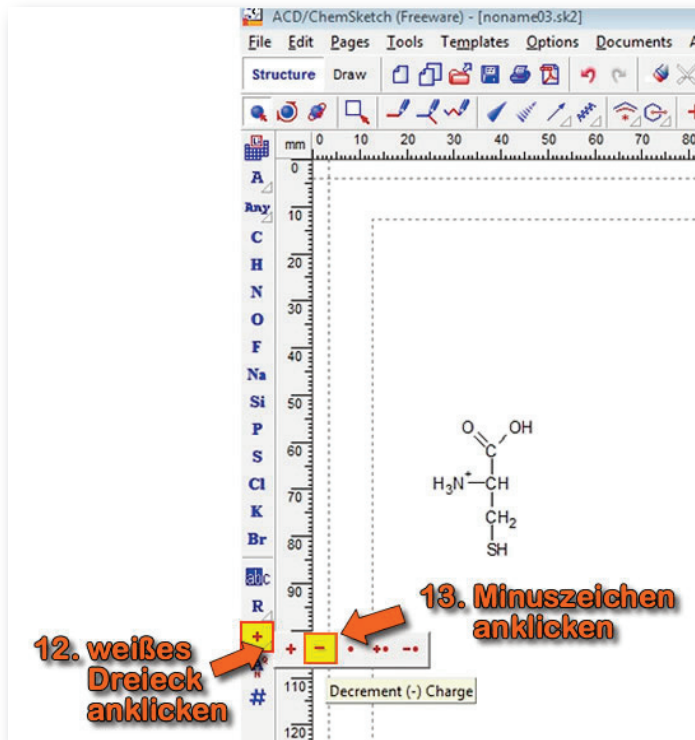 ACD/ChemSketch (Freeware) - [noname03.sk2]
File Edit Pages Tools Templates Options Documents
Structure Draw
mm 0 10 20 30 40 50 60 70 80
0
A
Any
10
C
H
20
N
30
O
F
40
Na
Si
50
P
60
S
Cl
70
K
Br
80
O OH
C
H3N+ CH
CH2
SH
abc
90
R
13. Minuszeichen
anklicken
12. weißes
Dreieck
anklicken
+
+ − • +• −•
#
110
Decrement (-) Charge
120